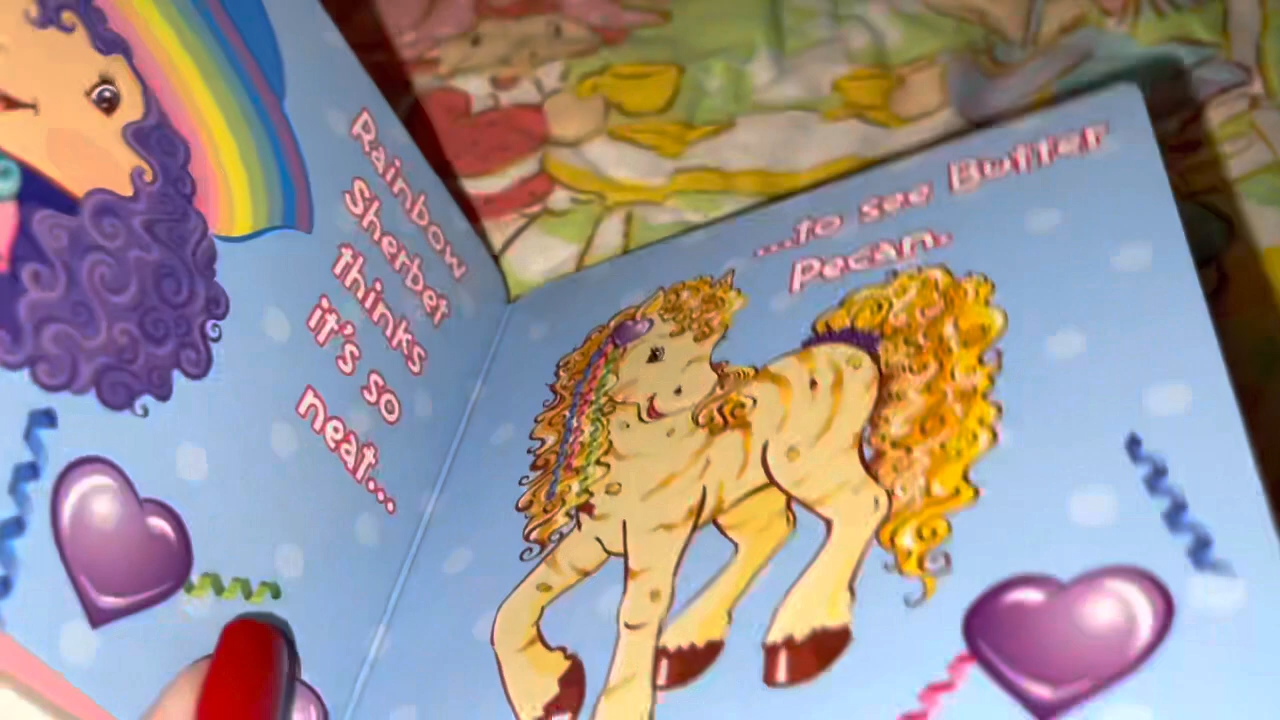 Rainbow
Sherbet
thinks
it's so
neat...
...to see Butter
Pecan.